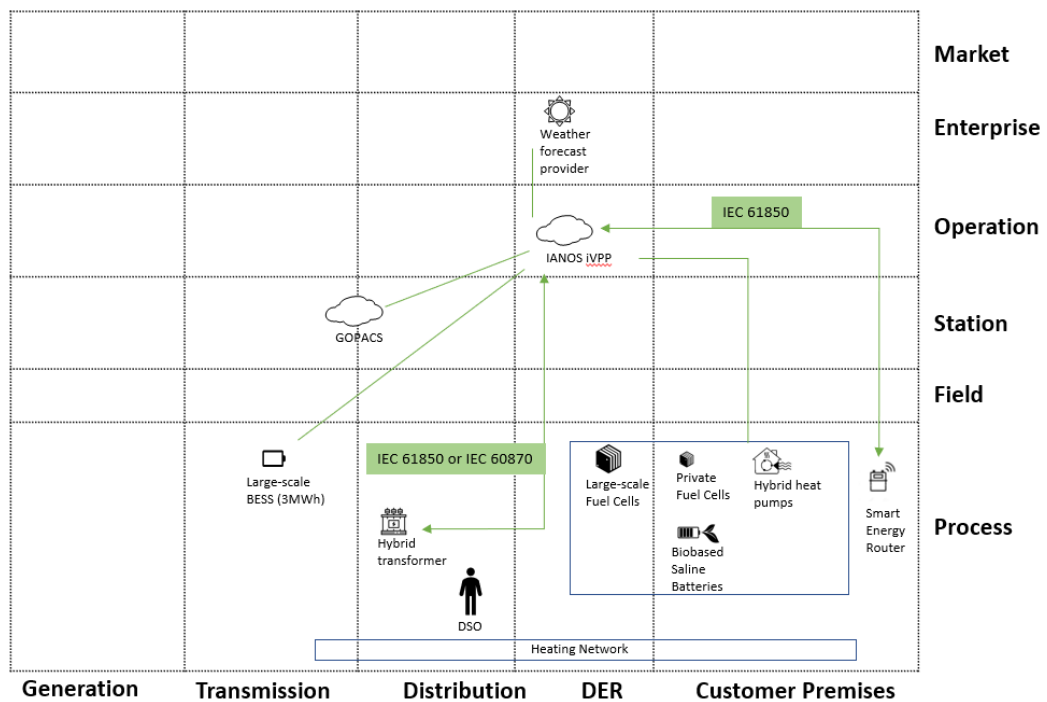 Market
Weather
forecast
provider
Enterprise
IEC 61850
IANOS iVPP
Operation
GOPACS
Station
Field
IEC 61850 or IEC 60870
Large-scale
BESS (3MWh)
Hybrid
transformer
DSO
Large-scale
Fuel Cells
Private
Fuel Cells
Hybrid heat
pumps
Biobased
Saline
Batteries
Smart
Energy
Router
Process
Heating Network
Generation
Transmission
Distribution
DER
Customer Premises